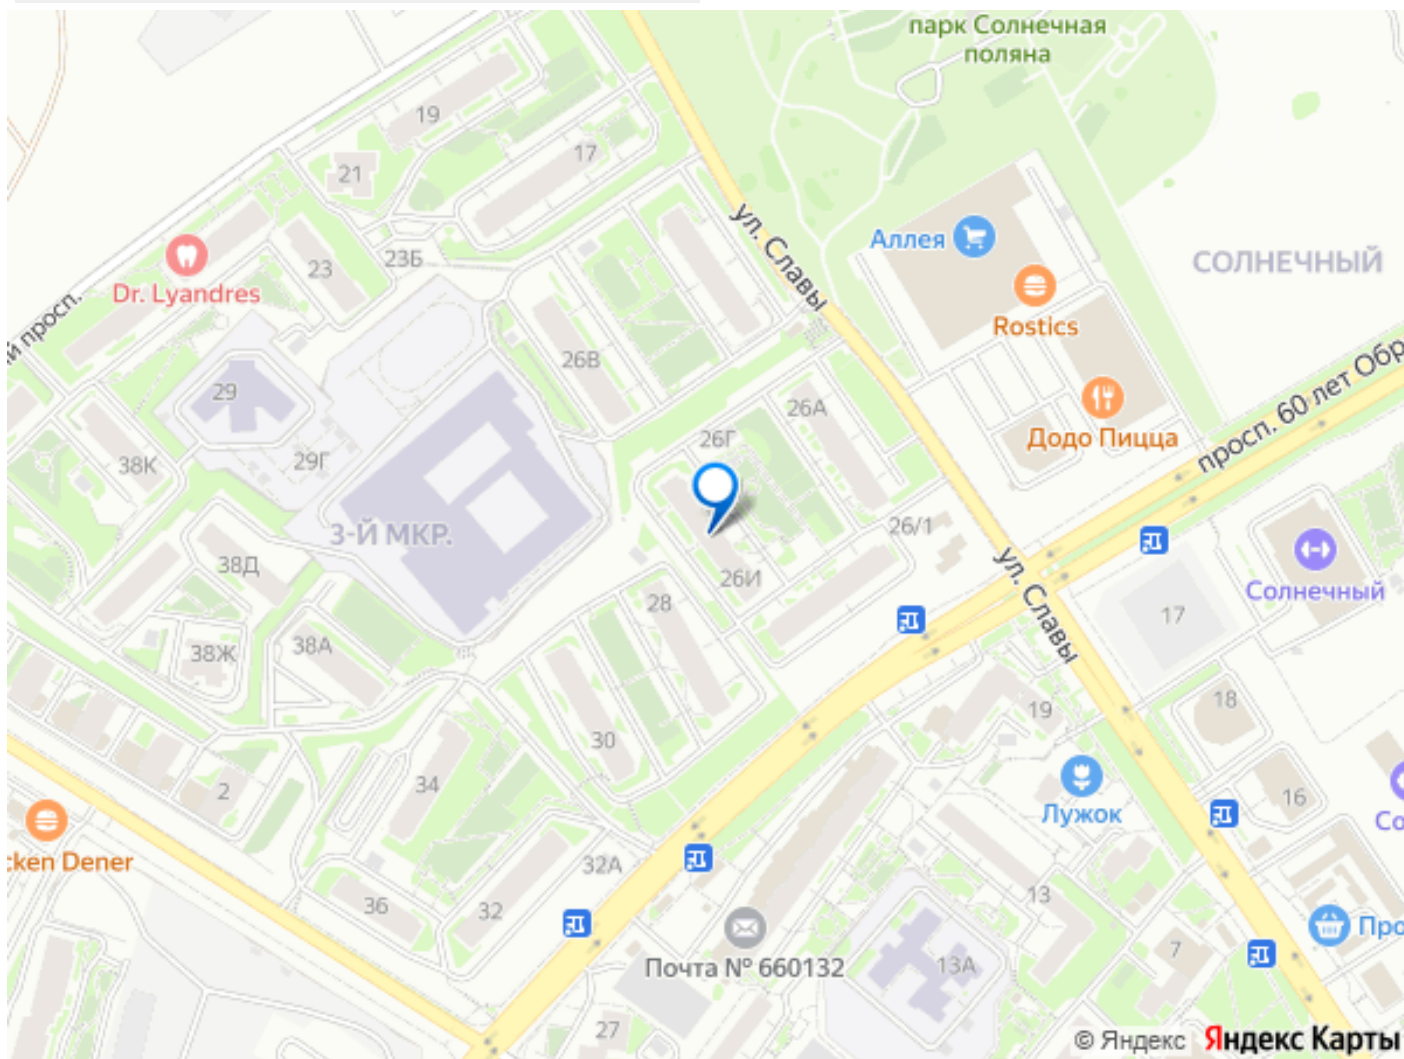 парк Солнечная
поляна
19
17
21
ул. Славы
Аллея
СОЛНЕЧНЫЙ
23Б
23
Dr. Lyandres
Rostics
й просп.
26В
29
26А
Додо Пицца
просп. 60 лет Обр
26Г
38К
29Г
3-Й МКР.
26/1
38Д
26И
ул. Славы
Солнечный
28
17
38А
38Ж
18
19
30
2
34
16
Лужок
Со
cken Dener
32А
13
36
32
Про
7
Почта № 660132
13А
27
© Яндекс Яндекс Карты